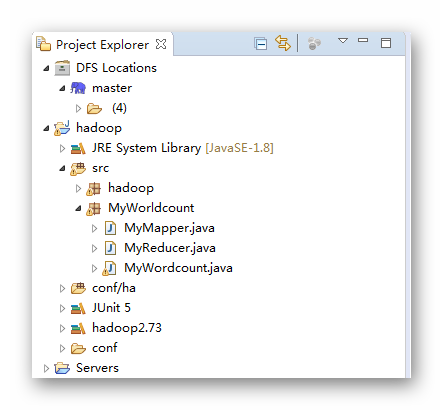 Project Explorer
DFS Locations
master
(4)
hadoop
JRE System Library [JavaSE-1.8]
src
hadoop
MyWorldcount
MyMapper.java
MyReducer.java
MyWordcount.java
conf/ha
JUnit 5
hadoop2.73
conf
Servers